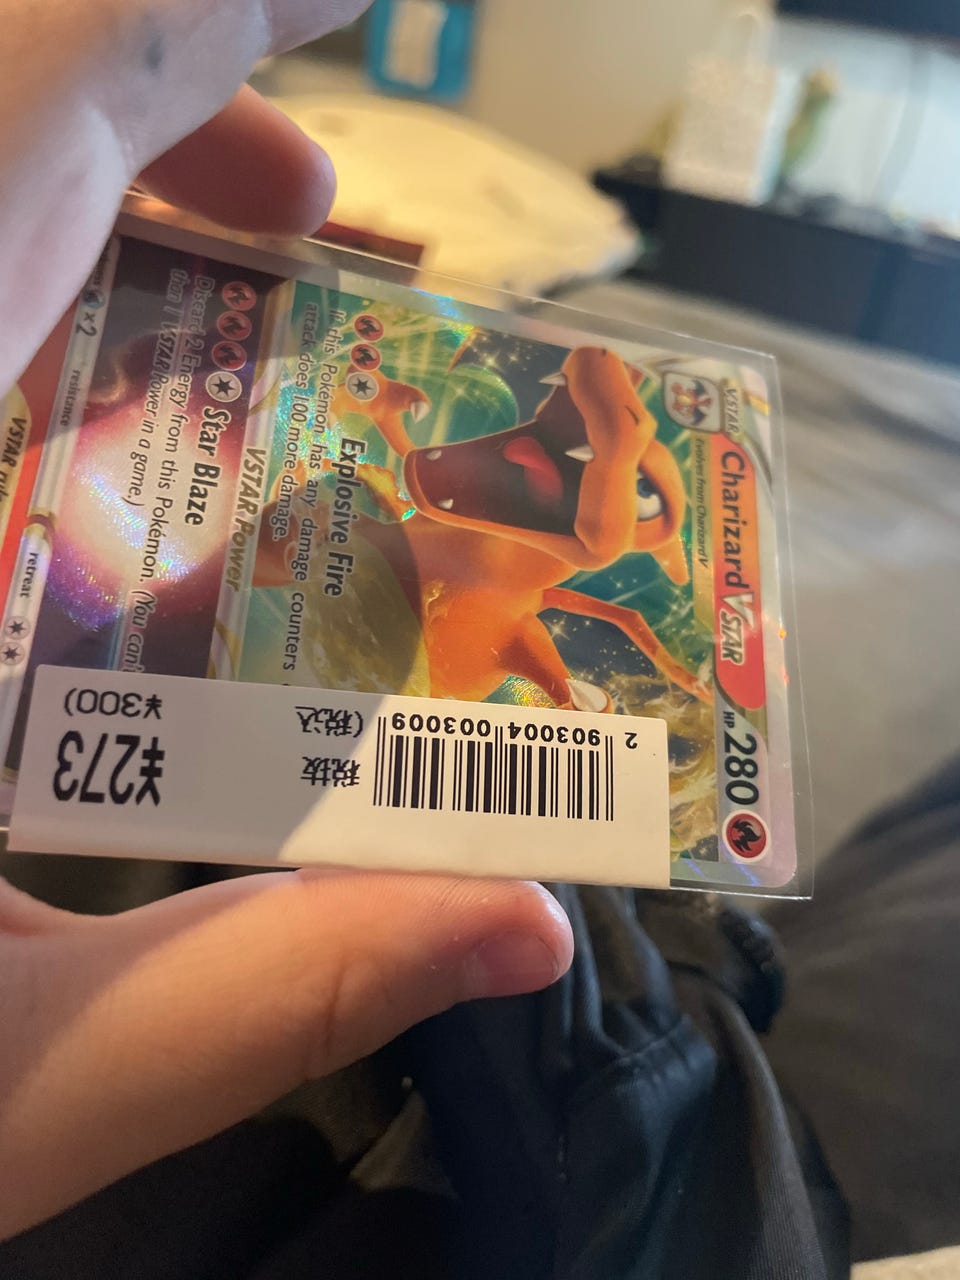 VSTAR
Charizard VSTAR
HP 280
Evolves from Charizard V
Explosive Fire
If this Pokémon has any damage counters
attack does 100 more damage.
VSTAR Power
Star Blaze
Discard 2 Energy from this Pokémon. (You can't
than 1 VSTAR Power in a game.)
×2
resistance
retreat
VSTAR
2 903004 003009
税抜 ¥273
(税込 ¥300)